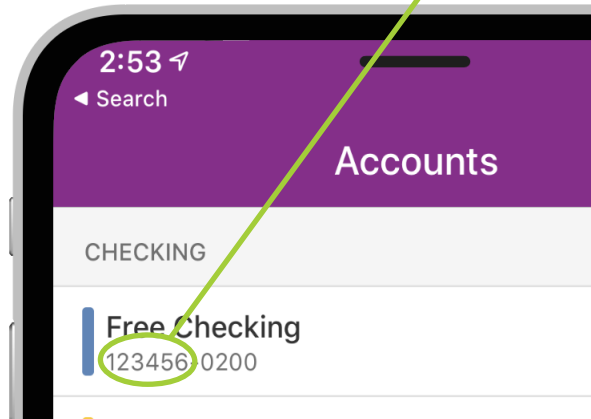 2:53
◀ Search
Accounts
CHECKING
Free Checking
123456-0200